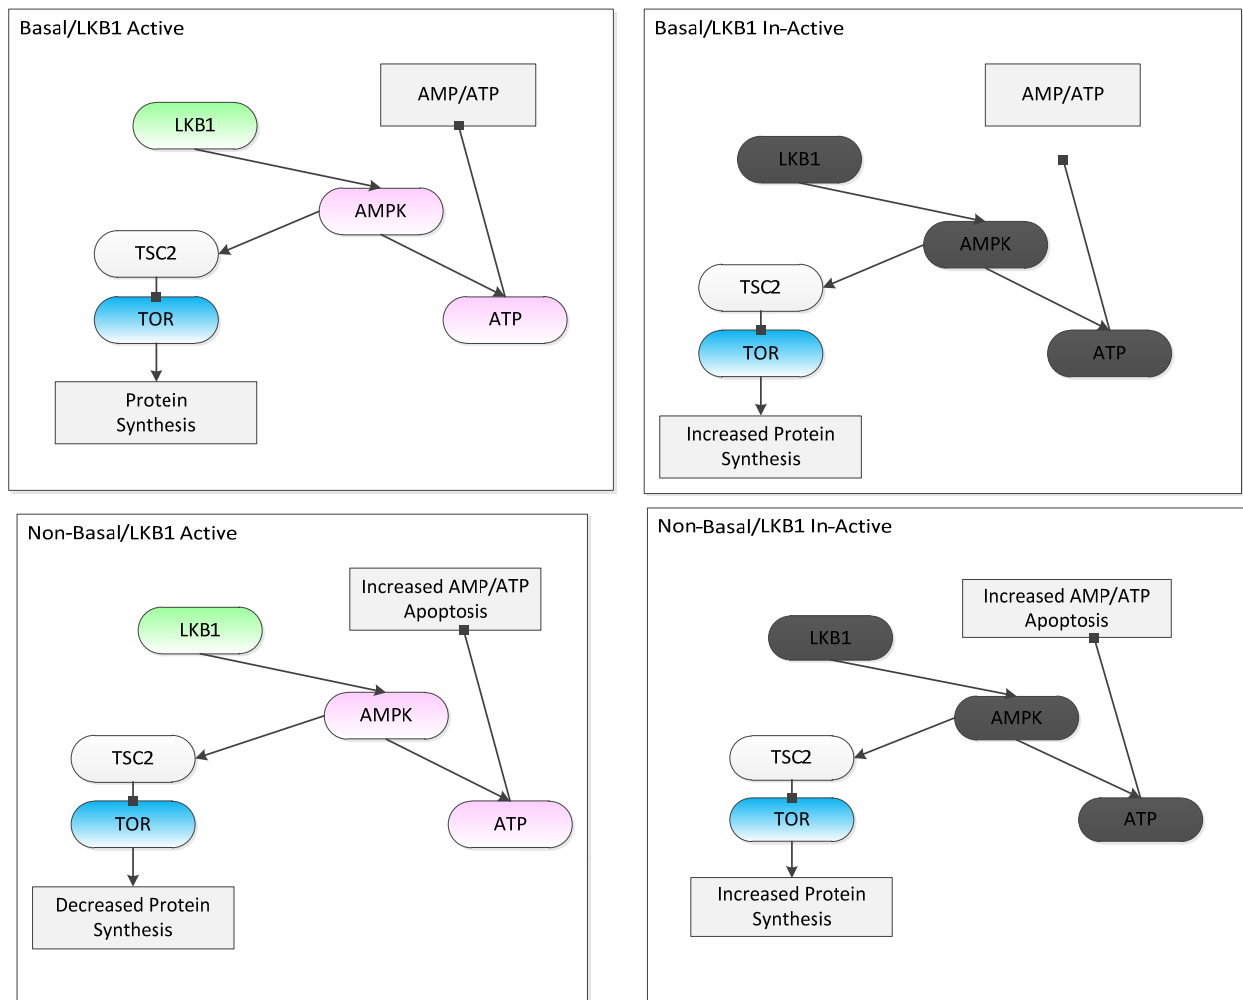 Basal/LKB1 Active
AMP/ATP
LKB1
AMPK
TSC2
TOR
ATP
Protein
Synthesis
Basal/LKB1 In-Active
AMP/ATP
LKB1
AMPK
TSC2
TOR
ATP
Increased Protein
Synthesis
Non-Basal/LKB1 Active
Increased AMP/ATP
Apoptosis
LKB1
AMPK
TSC2
TOR
ATP
Decreased Protein
Synthesis
Non-Basal/LKB1 In-Active
Increased AMP/ATP
Apoptosis
LKB1
AMPK
TSC2
TOR
ATP
Increased Protein
Synthesis